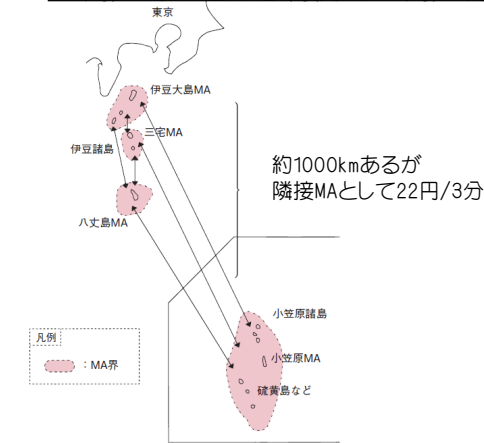 東京
伊豆大島MA
三宅MA
伊豆諸島
八丈島MA
約1000kmあるが
隣接MAとして22円/3分
小笠原諸島
小笠原MA
硫黄島など
凡例
：MA界